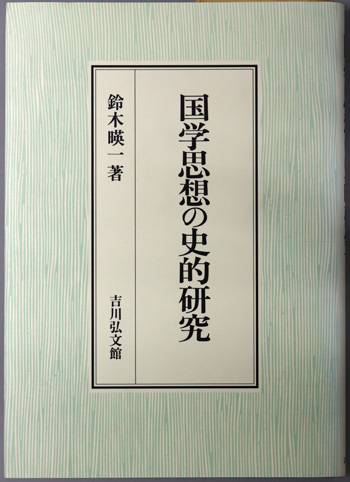 国学思想の史的研究
鈴木暎一著
吉川弘文館